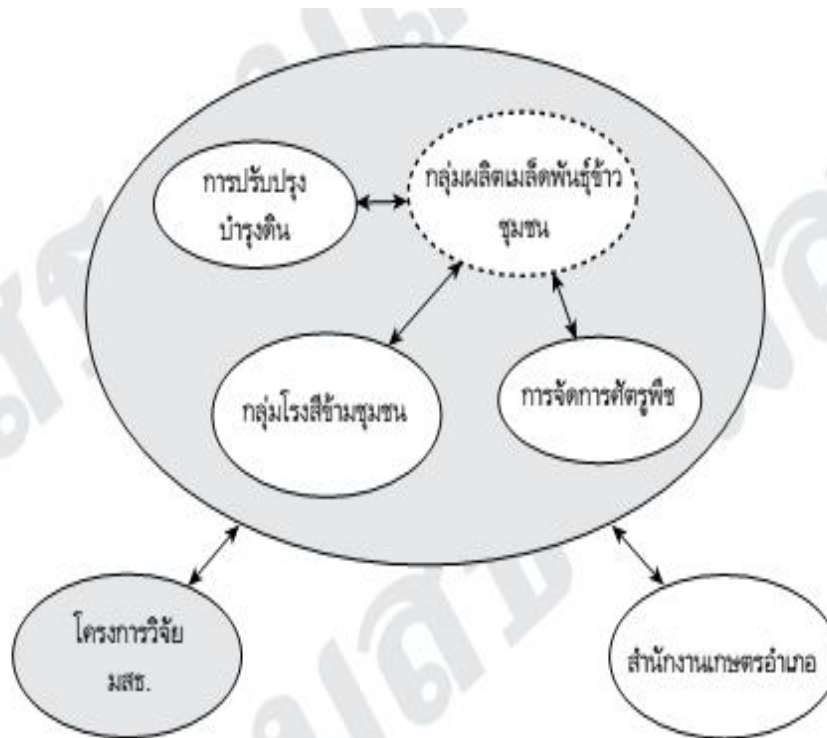 การปรับปรุง
บำรุงดิน
กลุ่มผลิตเมล็ดพันธุ์ข้าว
ชุมชน
กลุ่มโรงสีข้ามชุมชน
การจัดการศัตรูพืช
โครงการวิจัย
มสธ.
สำนักงานเกษตรอำเภอ